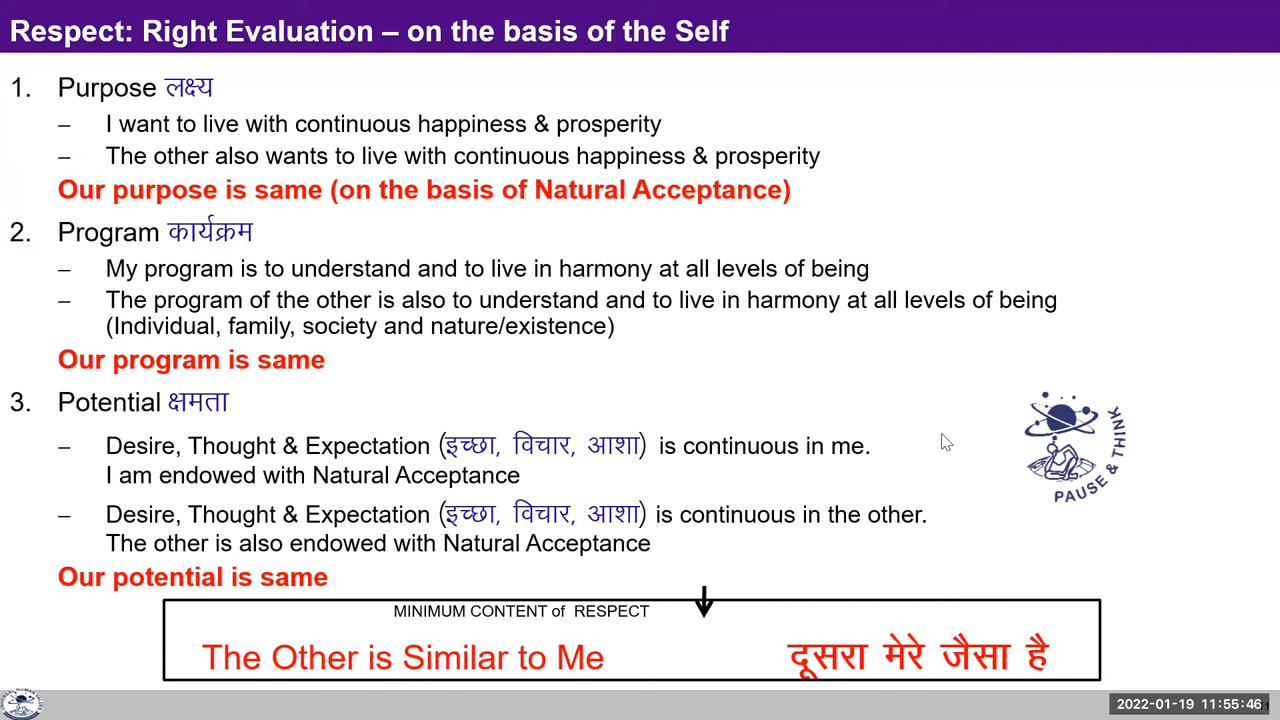 Respect: Right Evaluation – on the basis of the Self
1. Purpose लक्ष्य
– I want to live with continuous happiness & prosperity
– The other also wants to live with continuous happiness & prosperity
Our purpose is same (on the basis of Natural Acceptance)
2. Program कार्यक्रम
– My program is to understand and to live in harmony at all levels of being
– The program of the other is also to understand and to live in harmony at all levels of being
(Individual, family, society and nature/existence)
Our program is same
3. Potential क्षमता
– Desire, Thought & Expectation (इच्छा, विचार, आशा) is continuous in me.
I am endowed with Natural Acceptance
– Desire, Thought & Expectation (इच्छा, विचार, आशा) is continuous in the other.
The other is also endowed with Natural Acceptance
Our potential is same
PAUSE & THINK
MINIMUM CONTENT of RESPECT
The Other is Similar to Me दूसरा मेरे जैसा है
2022-01-19 11:55:46